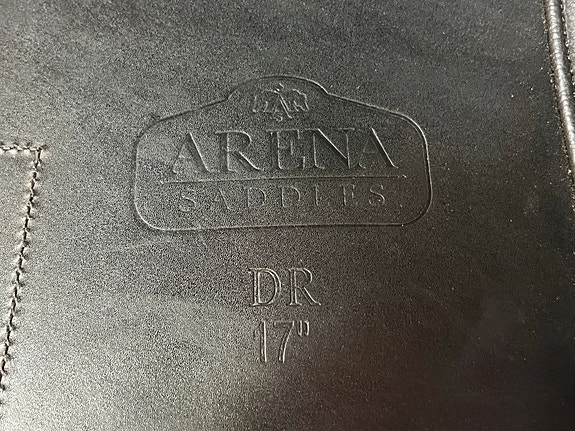 ARENA
SADDLES
DR
17"